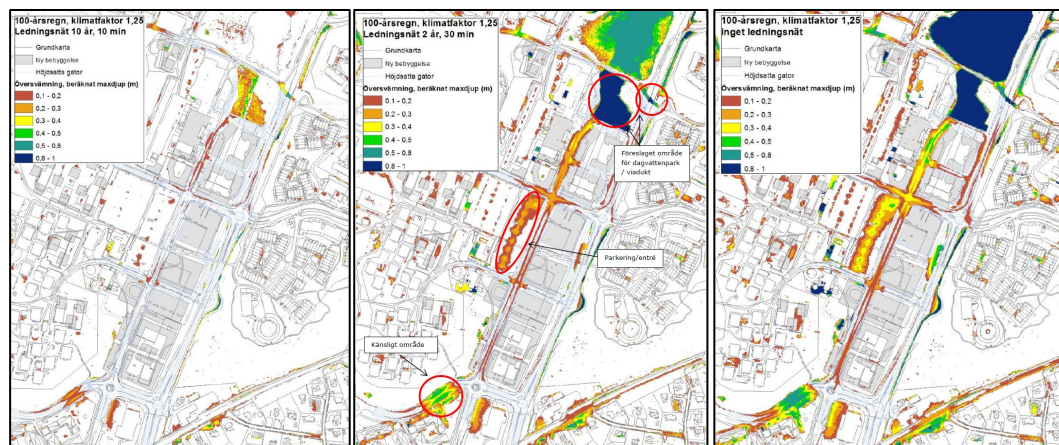 100-årsregn, klimatfaktor 1,25
Ledningsnät 10 år, 10 min
Grundkarta
Ny bebyggelse
Höjdsatta gator
Översvämning, beräknat maxdjup (m)
0,1 - 0,2
0,2 - 0,3
0,3 - 0,4
0,4 - 0,5
0,5 - 0,8
0,8 - 1
100-årsregn, klimatfaktor 1,25
Ledningsnät 2 år, 30 min
Grundkarta
Ny bebyggelse
Höjdsatta gator
Översvämning, beräknat maxdjup (m)
0,1 - 0,2
0,2 - 0,3
0,3 - 0,4
0,4 - 0,5
0,5 - 0,8
0,8 - 1
Föreslaget område
för dagvattenpark
/ viadukt
Parkering/entré
Känsligt område
100-årsregn, klimatfaktor 1,25
Inget ledningsnät
Grundkarta
Ny bebyggelse
Höjdsatta gator
Översvämning, beräknat maxdjup (m)
0,1 - 0,2
0,2 - 0,3
0,3 - 0,4
0,4 - 0,5
0,5 - 0,8
0,8 - 1